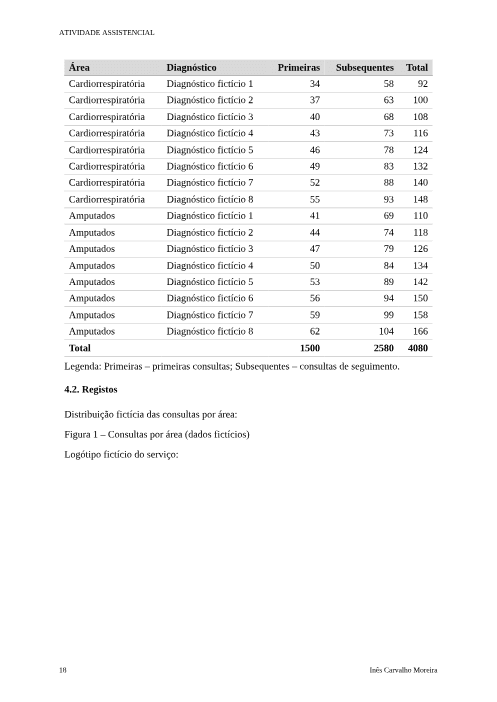 ATIVIDADE ASSISTENCIAL
Área Diagnóstico Primeiras Subsequentes Total
Cardiorrespiratória Diagnóstico fictício 1 34 58 92
Cardiorrespiratória Diagnóstico fictício 2 37 63 100
Cardiorrespiratória Diagnóstico fictício 3 40 68 108
Cardiorrespiratória Diagnóstico fictício 4 43 73 116
Cardiorrespiratória Diagnóstico fictício 5 46 78 124
Cardiorrespiratória Diagnóstico fictício 6 49 83 132
Cardiorrespiratória Diagnóstico fictício 7 52 88 140
Cardiorrespiratória Diagnóstico fictício 8 55 93 148
Amputados Diagnóstico fictício 1 41 69 110
Amputados Diagnóstico fictício 2 44 74 118
Amputados Diagnóstico fictício 3 47 79 126
Amputados Diagnóstico fictício 4 50 84 134
Amputados Diagnóstico fictício 5 53 89 142
Amputados Diagnóstico fictício 6 56 94 150
Amputados Diagnóstico fictício 7 59 99 158
Amputados Diagnóstico fictício 8 62 104 166
Total 1500 2580 4080
Legenda: Primeiras – primeiras consultas; Subsequentes – consultas de seguimento.
4.2. Registos
Distribuição fictícia das consultas por área:
Figura 1 – Consultas por área (dados fictícios)
Logótipo fictício do serviço:
18 Inês Carvalho Moreira